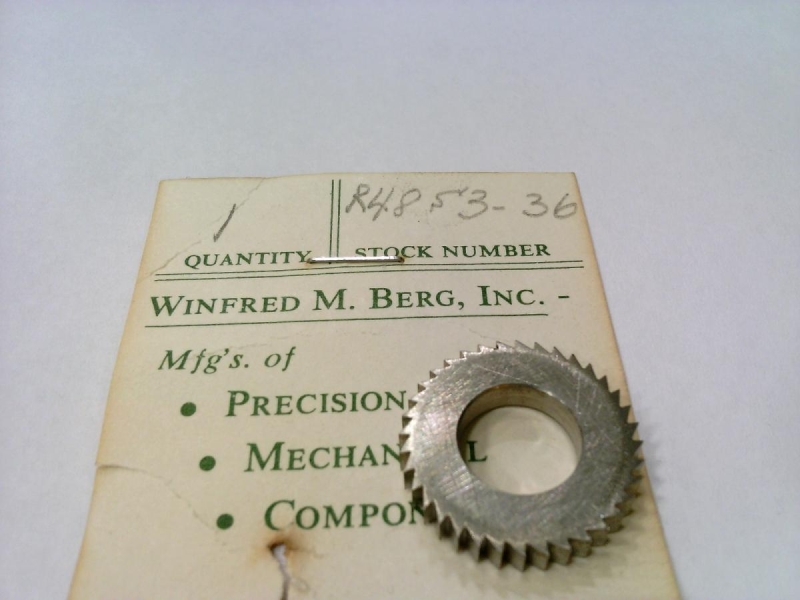 1 R4853-36
QUANTITY STOCK NUMBER
WINFRED M. BERG, INC. -
Mfg's. of
• PRECISION
• MECHAN L
• COMPON